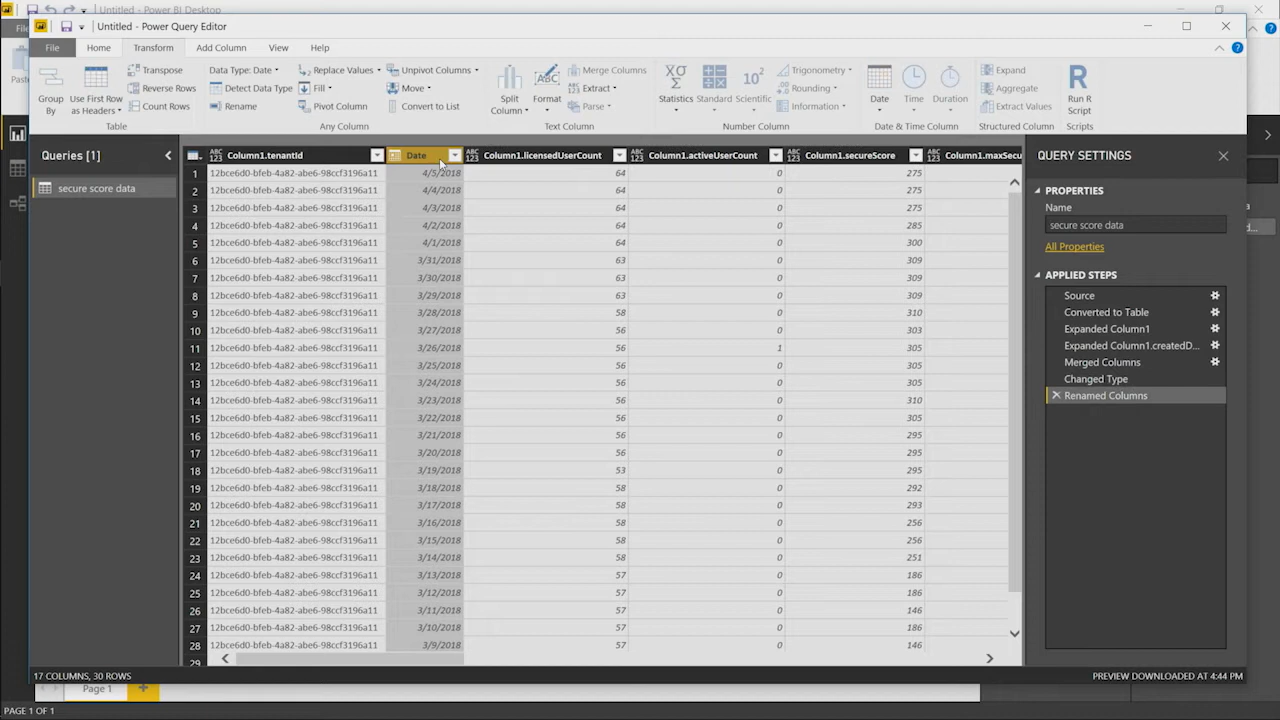 Untitled - Power BI Desktop
File
Paste
Untitled - Power Query Editor
File Home Transform Add Column View Help
Group By
Use First Row as Headers
Transpose
Reverse Rows
Count Rows
Table
Data Type: Date
Detect Data Type
Rename
Replace Values
Fill
Pivot Column
Unpivot Columns
Move
Convert to List
Any Column
Split Column
ABC
Format
Merge Columns
ABC 123 Extract
Parse
Text Column
XΣσ
Statistics
Standard
10²
Scientific
Trigonometry
Rounding
Information
Number Column
Date
Time
Duration
Date & Time Column
Expand
Aggregate
Extract Values
Structured Column
R
Run R Script
Scripts
Queries [1]
secure score data
ABC 123 Column1.tenantId Date ABC 123 Column1.licensedUserCount ABC 123 Column1.activeUserCount ABC 123 Column1.secureScore ABC 123 Column1.maxSecu
1 12bce6d0-bfeb-4a82-abe6-98ccf3196a11 4/5/2018 64 0 275
2 12bce6d0-bfeb-4a82-abe6-98ccf3196a11 4/4/2018 64 0 275
3 12bce6d0-bfeb-4a82-abe6-98ccf3196a11 4/3/2018 64 0 275
4 12bce6d0-bfeb-4a82-abe6-98ccf3196a11 4/2/2018 64 0 285
5 12bce6d0-bfeb-4a82-abe6-98ccf3196a11 4/1/2018 64 0 300
6 12bce6d0-bfeb-4a82-abe6-98ccf3196a11 3/31/2018 63 0 309
7 12bce6d0-bfeb-4a82-abe6-98ccf3196a11 3/30/2018 63 0 309
8 12bce6d0-bfeb-4a82-abe6-98ccf3196a11 3/29/2018 63 0 309
9 12bce6d0-bfeb-4a82-abe6-98ccf3196a11 3/28/2018 58 0 310
10 12bce6d0-bfeb-4a82-abe6-98ccf3196a11 3/27/2018 56 0 303
11 12bce6d0-bfeb-4a82-abe6-98ccf3196a11 3/26/2018 56 1 305
12 12bce6d0-bfeb-4a82-abe6-98ccf3196a11 3/25/2018 56 0 305
13 12bce6d0-bfeb-4a82-abe6-98ccf3196a11 3/24/2018 56 0 305
14 12bce6d0-bfeb-4a82-abe6-98ccf3196a11 3/23/2018 56 0 310
15 12bce6d0-bfeb-4a82-abe6-98ccf3196a11 3/22/2018 56 0 305
16 12bce6d0-bfeb-4a82-abe6-98ccf3196a11 3/21/2018 56 0 295
17 12bce6d0-bfeb-4a82-abe6-98ccf3196a11 3/20/2018 56 0 295
18 12bce6d0-bfeb-4a82-abe6-98ccf3196a11 3/19/2018 53 0 295
19 12bce6d0-bfeb-4a82-abe6-98ccf3196a11 3/18/2018 58 0 292
20 12bce6d0-bfeb-4a82-abe6-98ccf3196a11 3/17/2018 58 0 293
21 12bce6d0-bfeb-4a82-abe6-98ccf3196a11 3/16/2018 58 0 256
22 12bce6d0-bfeb-4a82-abe6-98ccf3196a11 3/15/2018 58 0 256
23 12bce6d0-bfeb-4a82-abe6-98ccf3196a11 3/14/2018 58 0 251
24 12bce6d0-bfeb-4a82-abe6-98ccf3196a11 3/13/2018 57 0 186
25 12bce6d0-bfeb-4a82-abe6-98ccf3196a11 3/12/2018 57 0 186
26 12bce6d0-bfeb-4a82-abe6-98ccf3196a11 3/11/2018 57 0 146
27 12bce6d0-bfeb-4a82-abe6-98ccf3196a11 3/10/2018 57 0 186
28 12bce6d0-bfeb-4a82-abe6-98ccf3196a11 3/9/2018 57 0 146
29
QUERY SETTINGS
PROPERTIES
Name
secure score data
All Properties
APPLIED STEPS
Source
Converted to Table
Expanded Column1
Expanded Column1.createdD...
Merged Columns
Changed Type
Renamed Columns
17 COLUMNS, 30 ROWS
PREVIEW DOWNLOADED AT 4:44 PM
Page 1
PAGE 1 OF 1